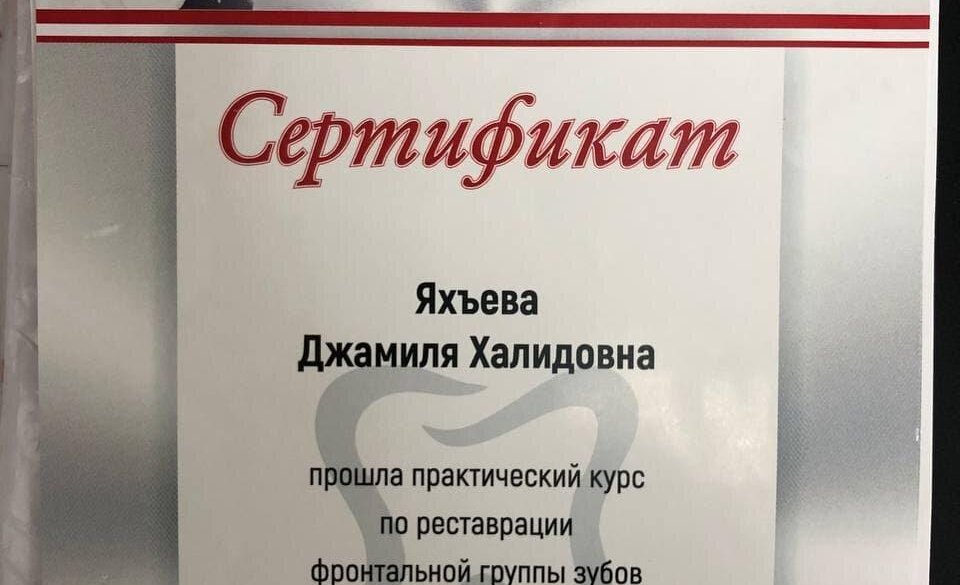 Сертификат
Яхъева
Джамиля Халидовна
прошла практический курс
по реставрации
фронтальной группы зубов